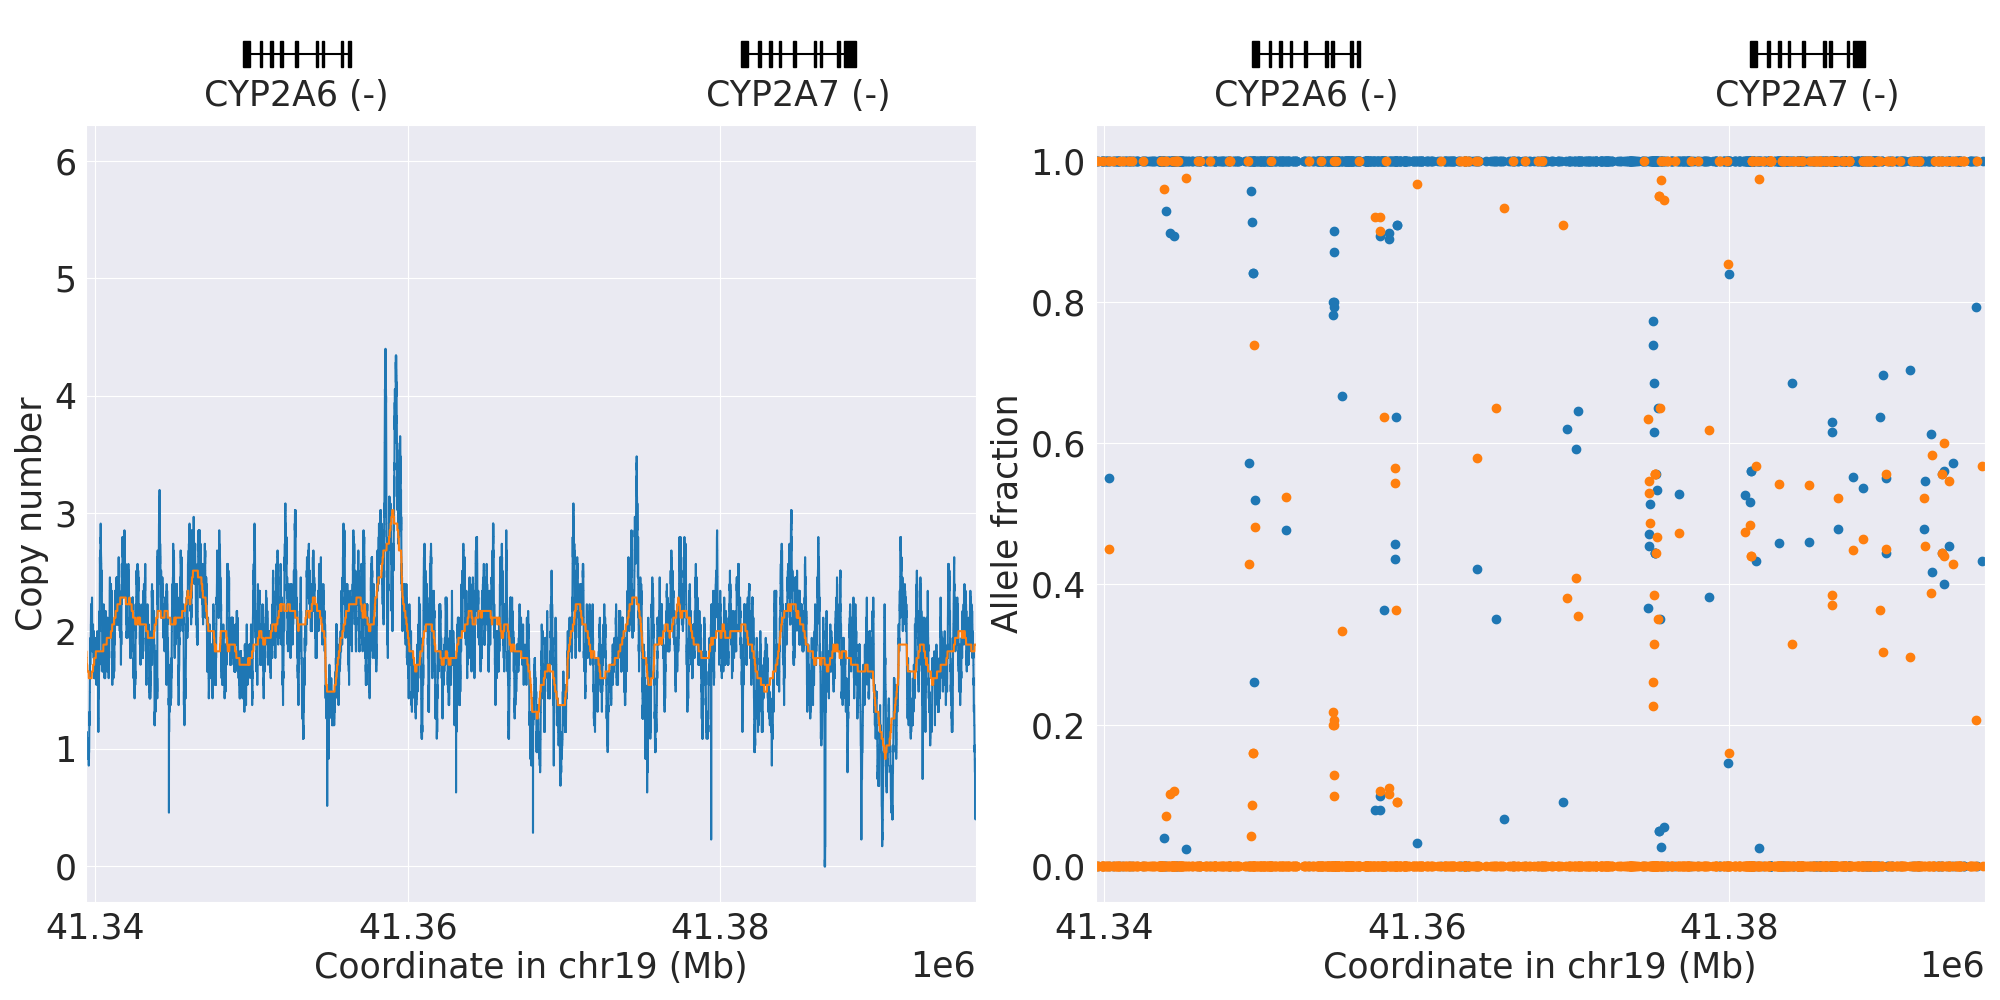 CYP2A6 (-)
CYP2A7 (-)
Copy number
6
5
4
3
2
1
0
41.34
41.36
41.38
Coordinate in chr19 (Mb)
1e6
CYP2A6 (-)
CYP2A7 (-)
Allele fraction
1.0
0.8
0.6
0.4
0.2
0.0
41.34
41.36
41.38
Coordinate in chr19 (Mb)
1e6